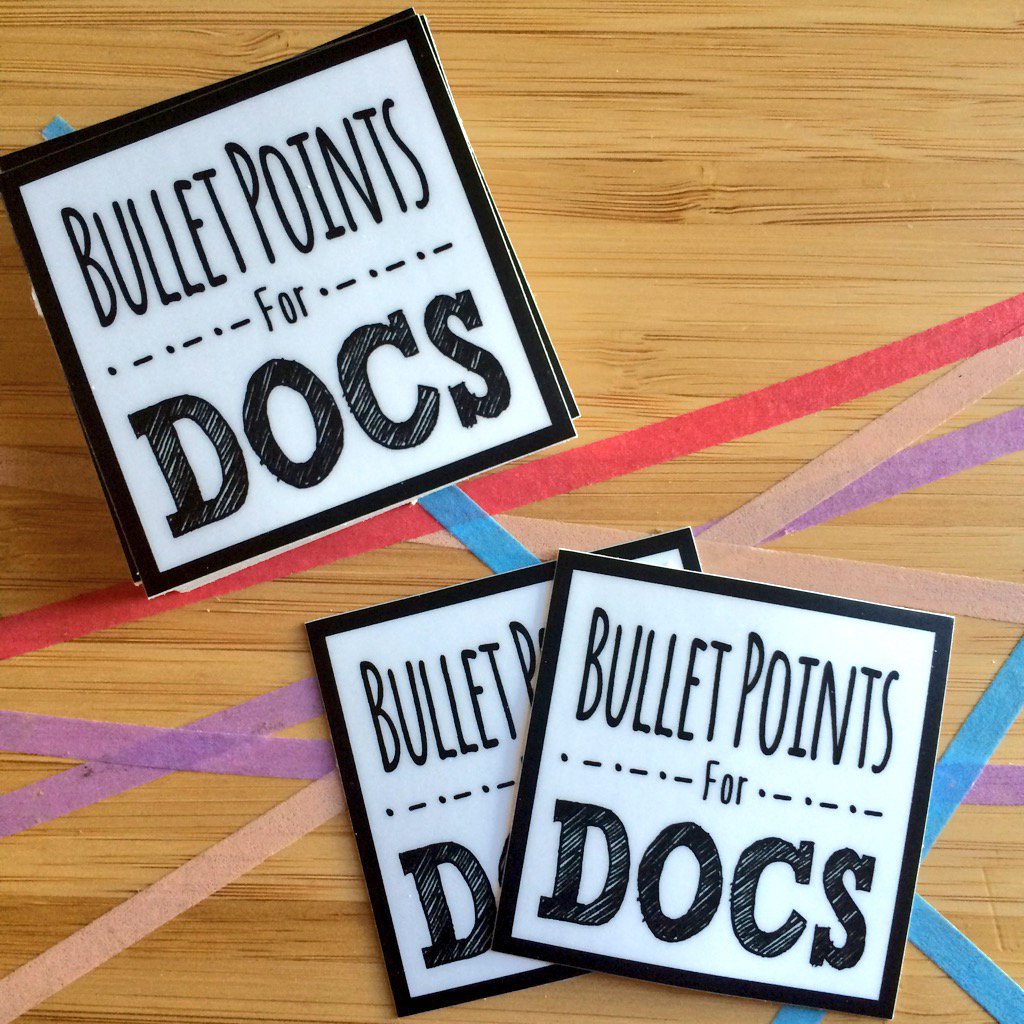 Bullet Points
For
DOCS
Bullet P
D
Bullet Points
For
DOCS